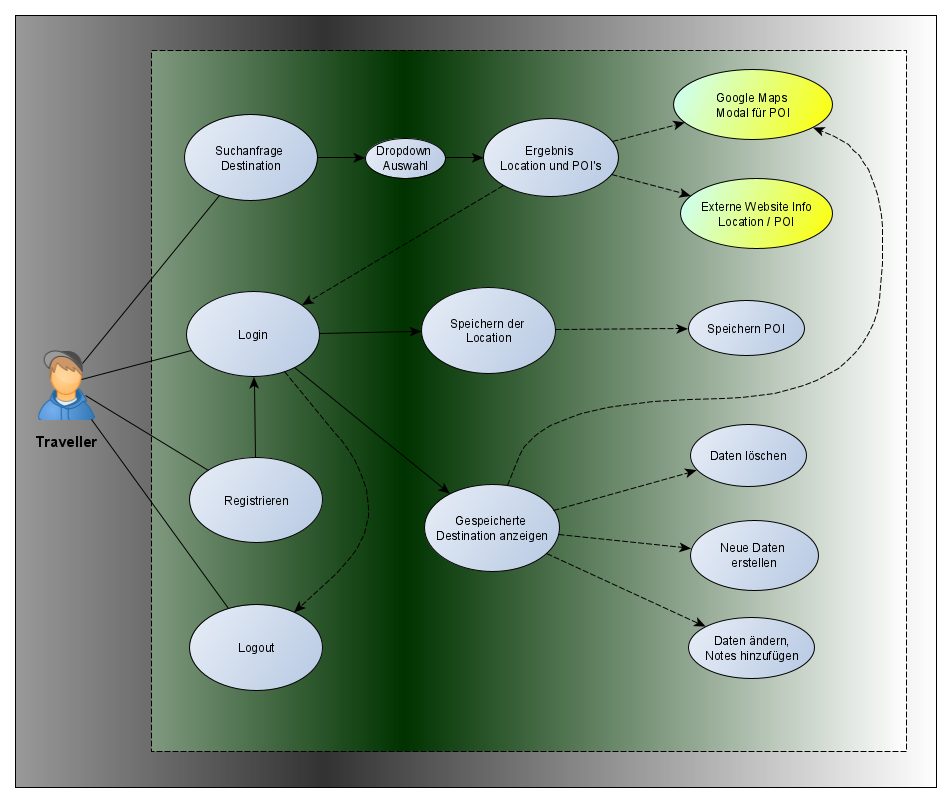 Google Maps
Modal für POI
Suchanfrage
Destination
Dropdown
Auswahl
Ergebnis
Location und POI's
Externe Website Info
Location / POI
Login
Speichern der
Location
Speichern POI
Traveller
Registrieren
Gespeicherte
Destination anzeigen
Daten löschen
Neue Daten
erstellen
Logout
Daten ändern,
Notes hinzufügen